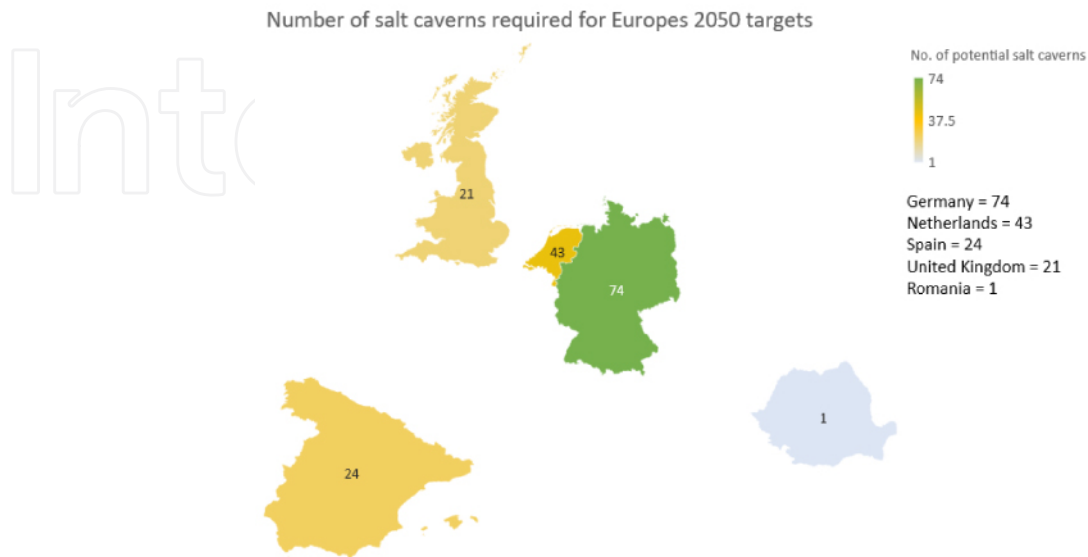 Number of salt caverns required for Europes 2050 targets
No. of potential salt caverns
74
37.5
1
Germany = 74
Netherlands = 43
Spain = 24
United Kingdom = 21
Romania = 1
21
43
74
1
24